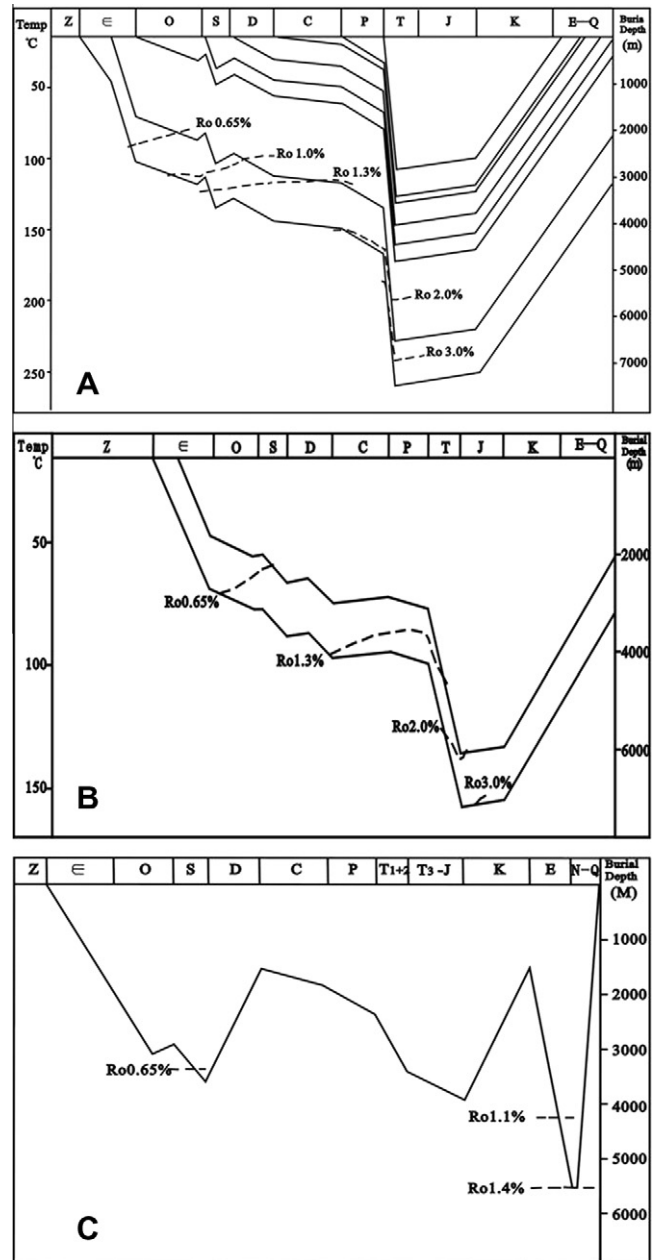 Temp Z ∈ O S D C P T J K E—Q Burial
℃ Depth
(m)
50
1000
Ro 0.65%
2000
100
Ro 1.0%
Ro 1.3%
3000
150
4000
5000
200
Ro 2.0%
6000
Ro 3.0%
7000
250
A
Temp Z ∈ O S D C P T J K E—Q Burial
℃ Depth
(m)
50
2000
Ro0.65%
Ro1.3%
100
4000
Ro2.0%
6000
Ro3.0%
150
B
Z ∈ O S D C P T1+2 T3-J K E N-Q Burial
Depth
(M)
1000
2000
3000
Ro0.65%
4000
Ro1.1%
5000
Ro1.4%
6000
C